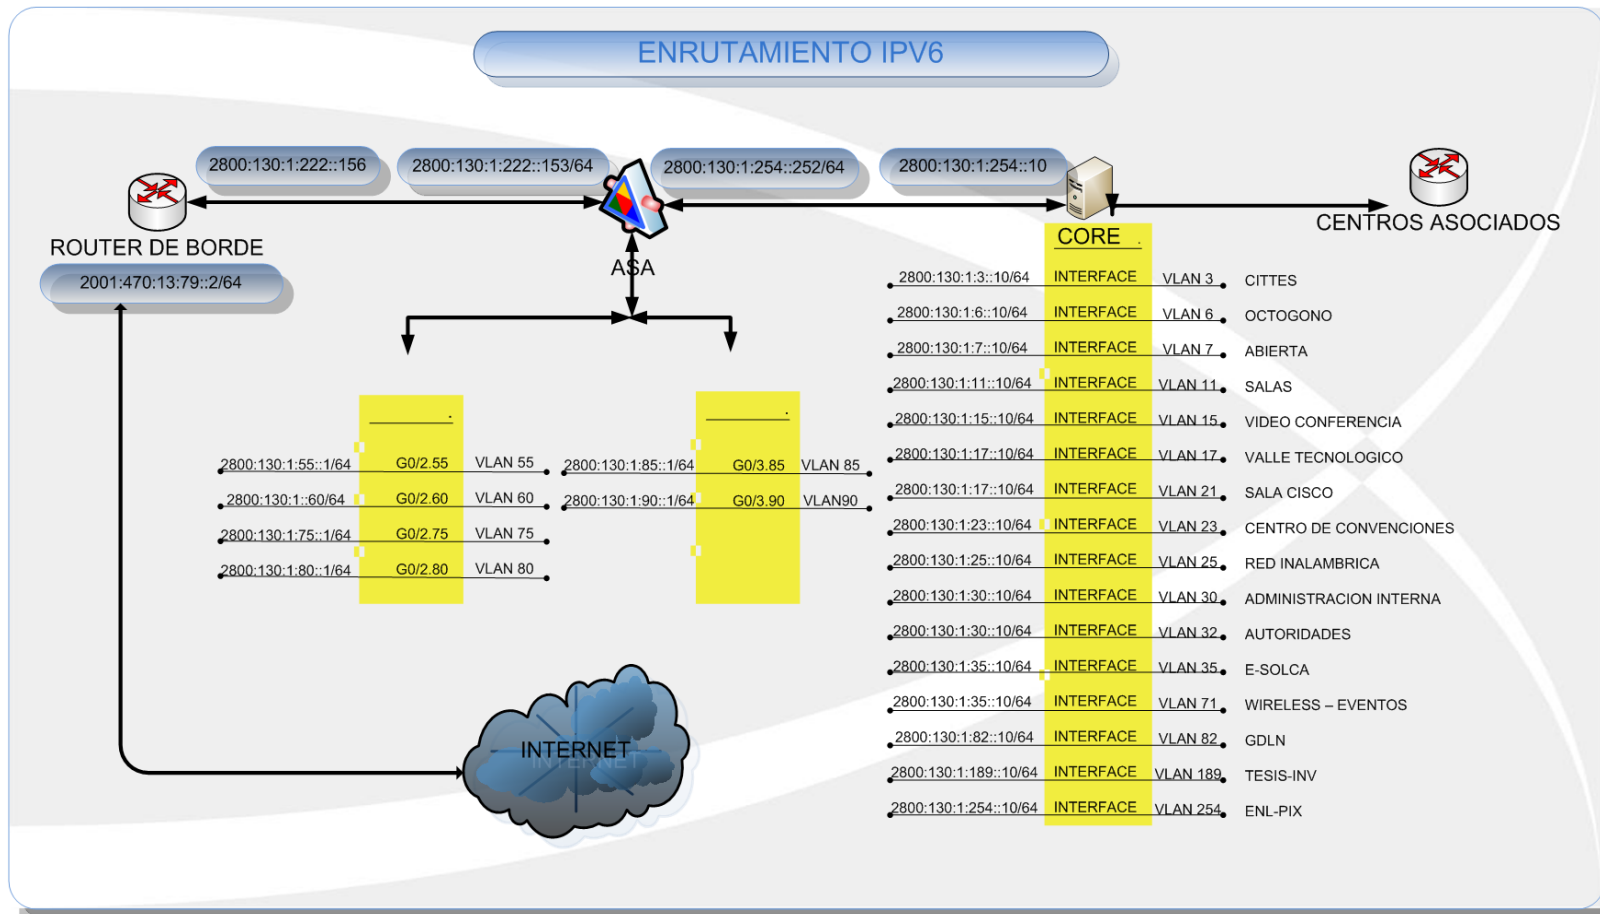 ENRUTAMIENTO IPV6
2800:130:1:222::156
2800:130:1:222::153/64
2800:130:1:254::252/64
2800:130:1:254::10
ROUTER DE BORDE
2001:470:13:79::2/64
ASA
CENTROS ASOCIADOS
CORE .
2800:130:1:3::10/64 INTERFACE VLAN 3 CITTES
2800:130:1:6::10/64 INTERFACE VLAN 6 OCTOGONO
2800:130:1:7::10/64 INTERFACE VLAN 7 ABIERTA
2800:130:1:11::10/64 INTERFACE VLAN 11 SALAS
2800:130:1:15::10/64 INTERFACE VLAN 15 VIDEO CONFERENCIA
2800:130:1:17::10/64 INTERFACE VLAN 17 VALLE TECNOLOGICO
2800:130:1:17::10/64 INTERFACE VLAN 21 SALA CISCO
2800:130:1:23::10/64 INTERFACE VLAN 23 CENTRO DE CONVENCIONES
2800:130:1:25::10/64 INTERFACE VLAN 25 RED INALAMBRICA
2800:130:1:30::10/64 INTERFACE VLAN 30 ADMINISTRACION INTERNA
2800:130:1:30::10/64 INTERFACE VLAN 32 AUTORIDADES
2800:130:1:35::10/64 INTERFACE VLAN 35 E-SOLCA
2800:130:1:35::10/64 INTERFACE VLAN 71 WIRELESS – EVENTOS
2800:130:1:82::10/64 INTERFACE VLAN 82 GDLN
2800:130:1:189::10/64 INTERFACE VLAN 189 TESIS-INV
2800:130:1:254::10/64 INTERFACE VLAN 254 ENL-PIX
.
2800:130:1:55::1/64 G0/2.55 VLAN 55
2800:130:1::60/64 G0/2.60 VLAN 60
2800:130:1:75::1/64 G0/2.75 VLAN 75
2800:130:1:80::1/64 G0/2.80 VLAN 80
.
2800:130:1:85::1/64 G0/3.85 VLAN 85
2800:130:1:90::1/64 G0/3.90 VLAN90
INTERNET